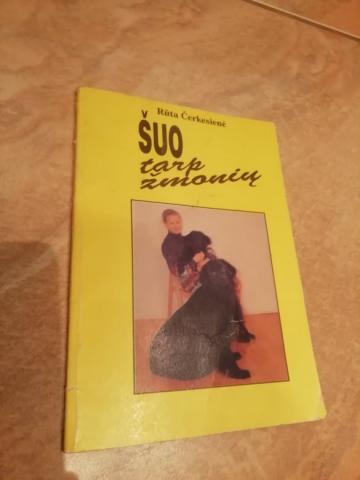 Rūta Čerkesienė
ŠUO
tarp
žmonių